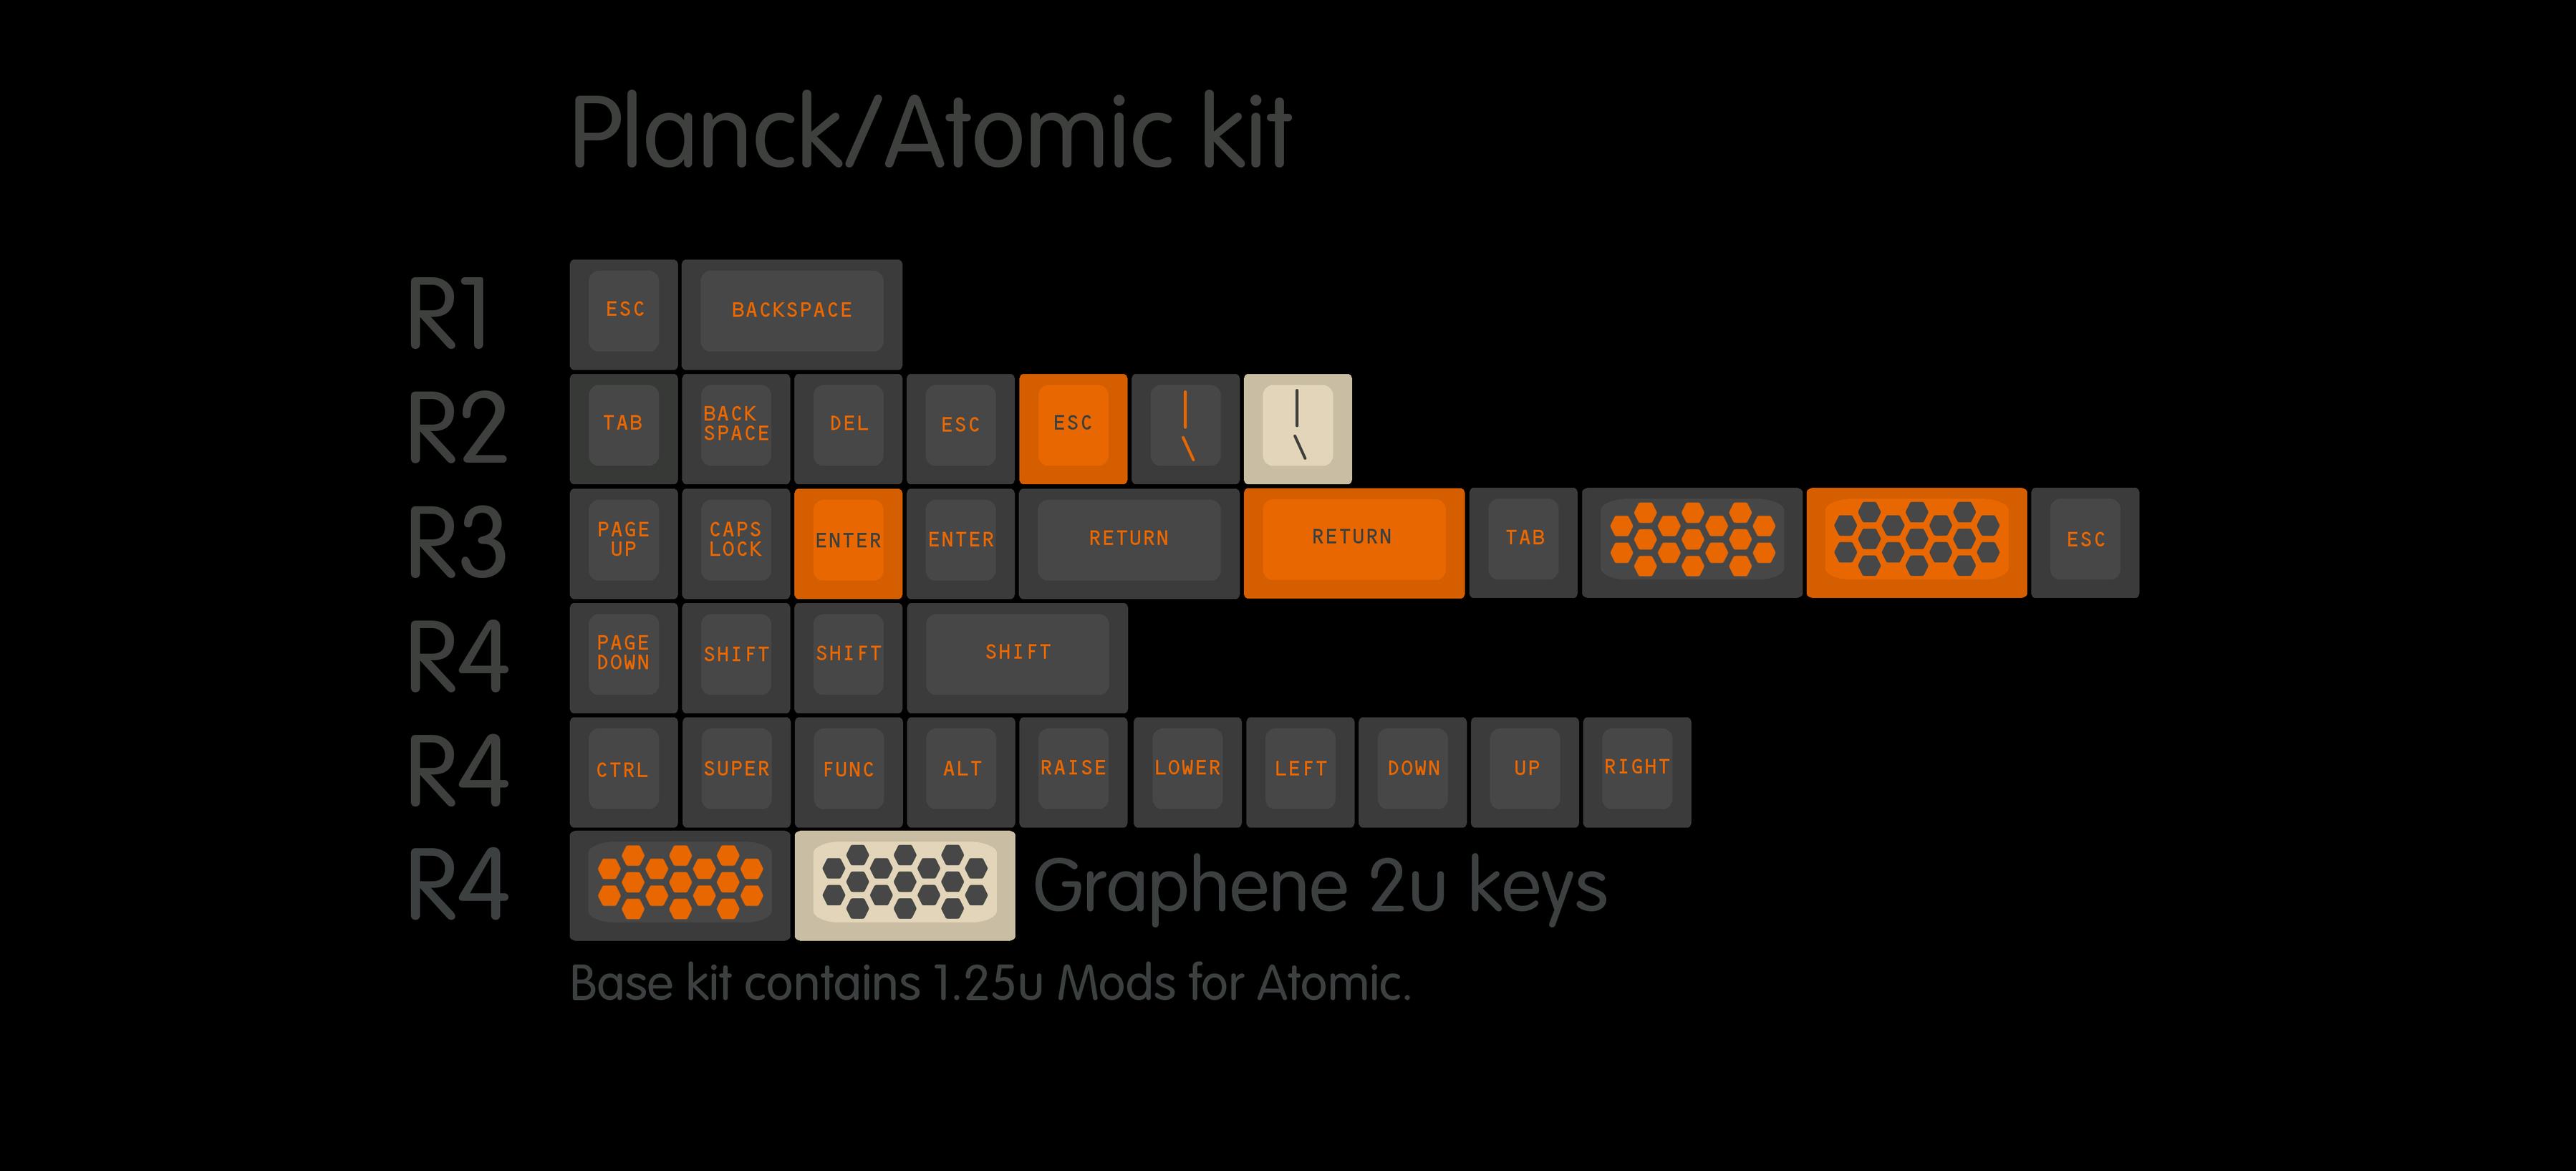 Planck/Atomic kit
R1 ESC BACKSPACE
R2 TAB BACK SPACE DEL ESC ESC | \ | \
R3 PAGE UP CAPS LOCK ENTER ENTER RETURN RETURN TAB ESC
R4 PAGE DOWN SHIFT SHIFT SHIFT
R4 CTRL SUPER FUNC ALT RAISE LOWER LEFT DOWN UP RIGHT
R4 Graphene 2u keys
Base kit contains 1.25u Mods for Atomic.